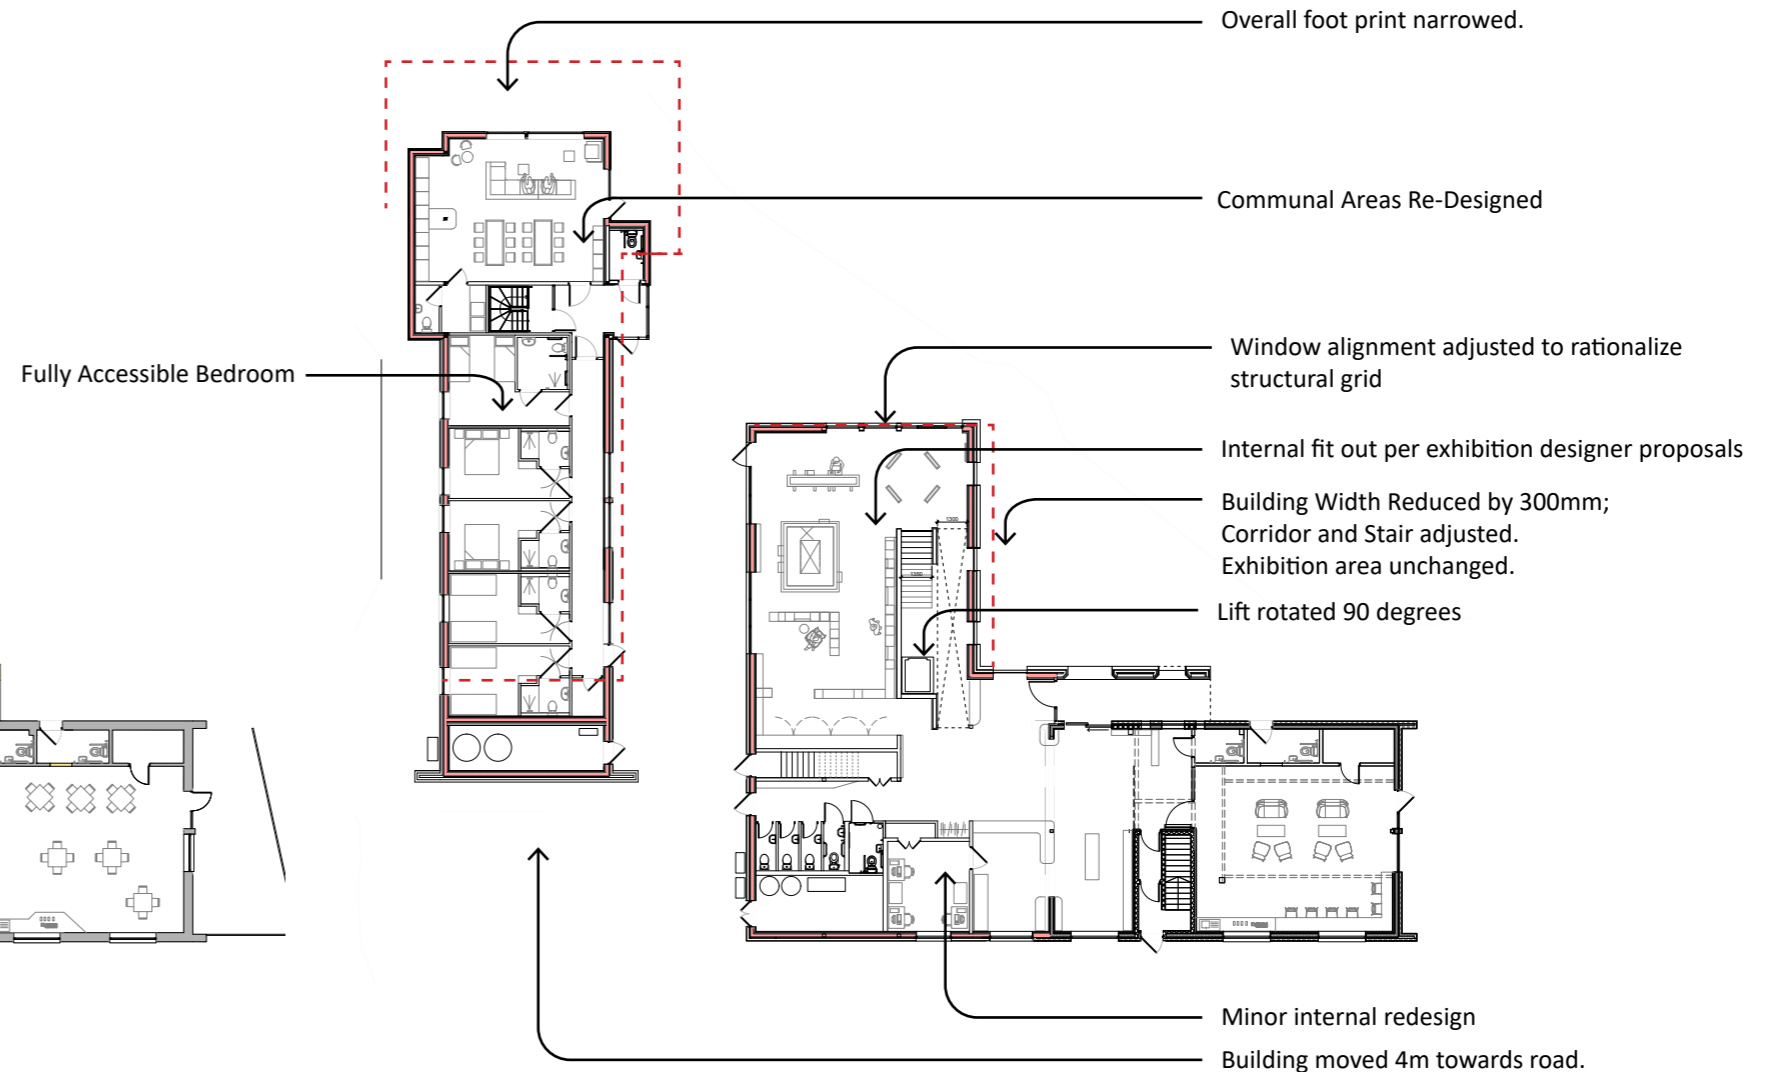 Overall foot print narrowed.
Communal Areas Re-Designed
Window alignment adjusted to rationalize
structural grid
Fully Accessible Bedroom
Internal fit out per exhibition designer proposals
Building Width Reduced by 300mm;
Corridor and Stair adjusted.
Exhibition area unchanged.
1300
1350
Lift rotated 90 degrees
Minor internal redesign
Building moved 4m towards road.